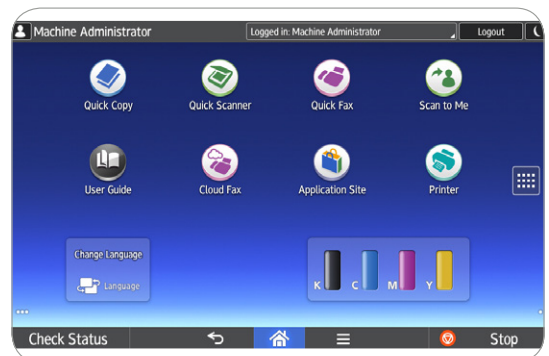 Machine Administrator
Logged in: Machine Administrator
Logout
Quick Copy
Quick Scanner
Quick Fax
Scan to Me
User Guide
Cloud Fax
Application Site
Printer
Change Language
Language
K C M Y
Check Status
Stop